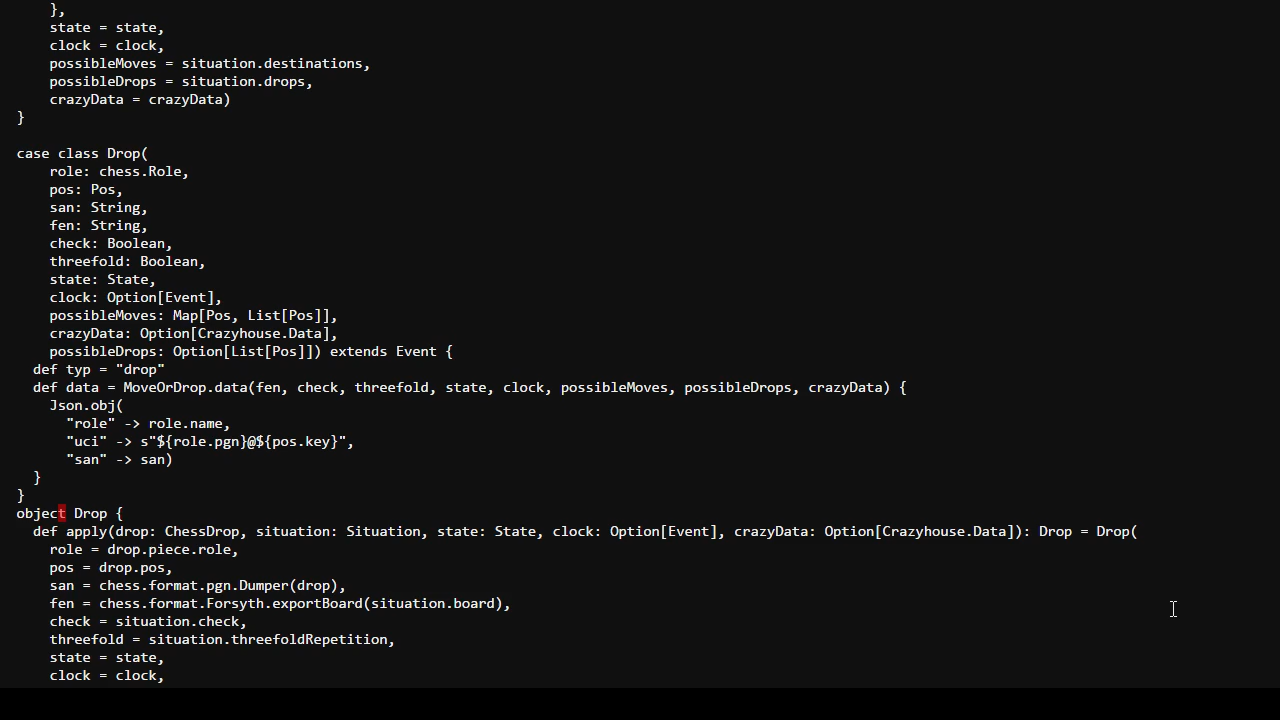 },
state = state,
clock = clock,
possibleMoves = situation.destinations,
possibleDrops = situation.drops,
crazyData = crazyData)
}
case class Drop(
role: chess.Role,
pos: Pos,
san: String,
fen: String,
check: Boolean,
threefold: Boolean,
state: State,
clock: Option[Event],
possibleMoves: Map[Pos, List[Pos]],
crazyData: Option[Crazyhouse.Data],
possibleDrops: Option[List[Pos]]) extends Event {
def typ = "drop"
def data = MoveOrDrop.data(fen, check, threefold, state, clock, possibleMoves, possibleDrops, crazyData) {
Json.obj(
"role" -> role.name,
"uci" -> s"${role.pgn}@${pos.key}",
"san" -> san)
}
}
object Drop {
def apply(drop: ChessDrop, situation: Situation, state: State, clock: Option[Event], crazyData: Option[Crazyhouse.Data]): Drop = Drop(
role = drop.piece.role,
pos = drop.pos,
san = chess.format.pgn.Dumper(drop),
fen = chess.format.Forsyth.exportBoard(situation.board),
check = situation.check,
threefold = situation.threefoldRepetition,
state = state,
clock = clock,